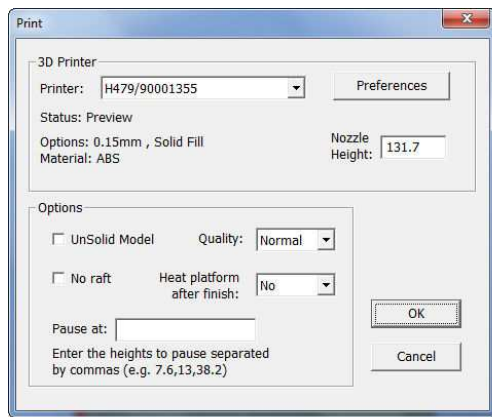 Print
3D Printer
Printer: H479/90001355
Preferences
Status: Preview
Options: 0.15mm , Solid Fill
Material: ABS
Nozzle
Height: 131.7
Options
UnSolid Model
Quality: Normal
No raft
Heat platform
after finish: No
Pause at:
Enter the heights to pause separated
by commas (e.g. 7.6,13,38.2)
OK
Cancel